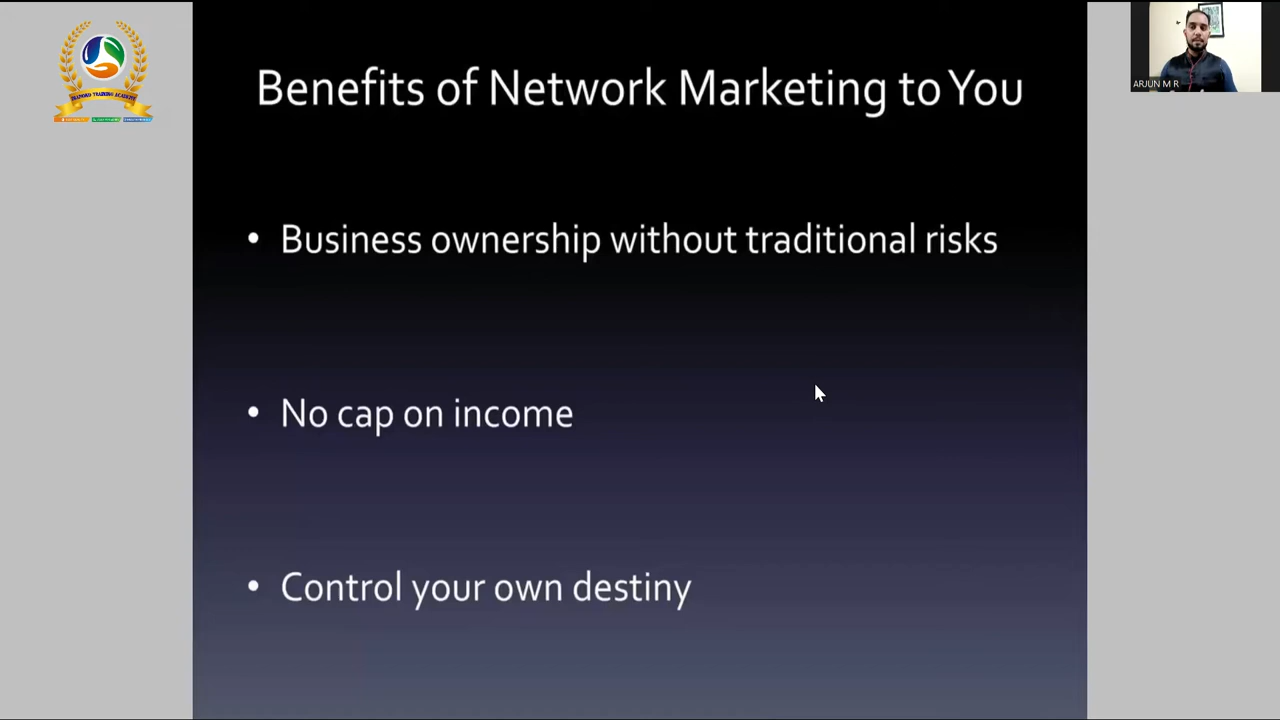 Benefits of Network Marketing to You
ARJUN M R
• Business ownership without traditional risks
• No cap on income
• Control your own destiny